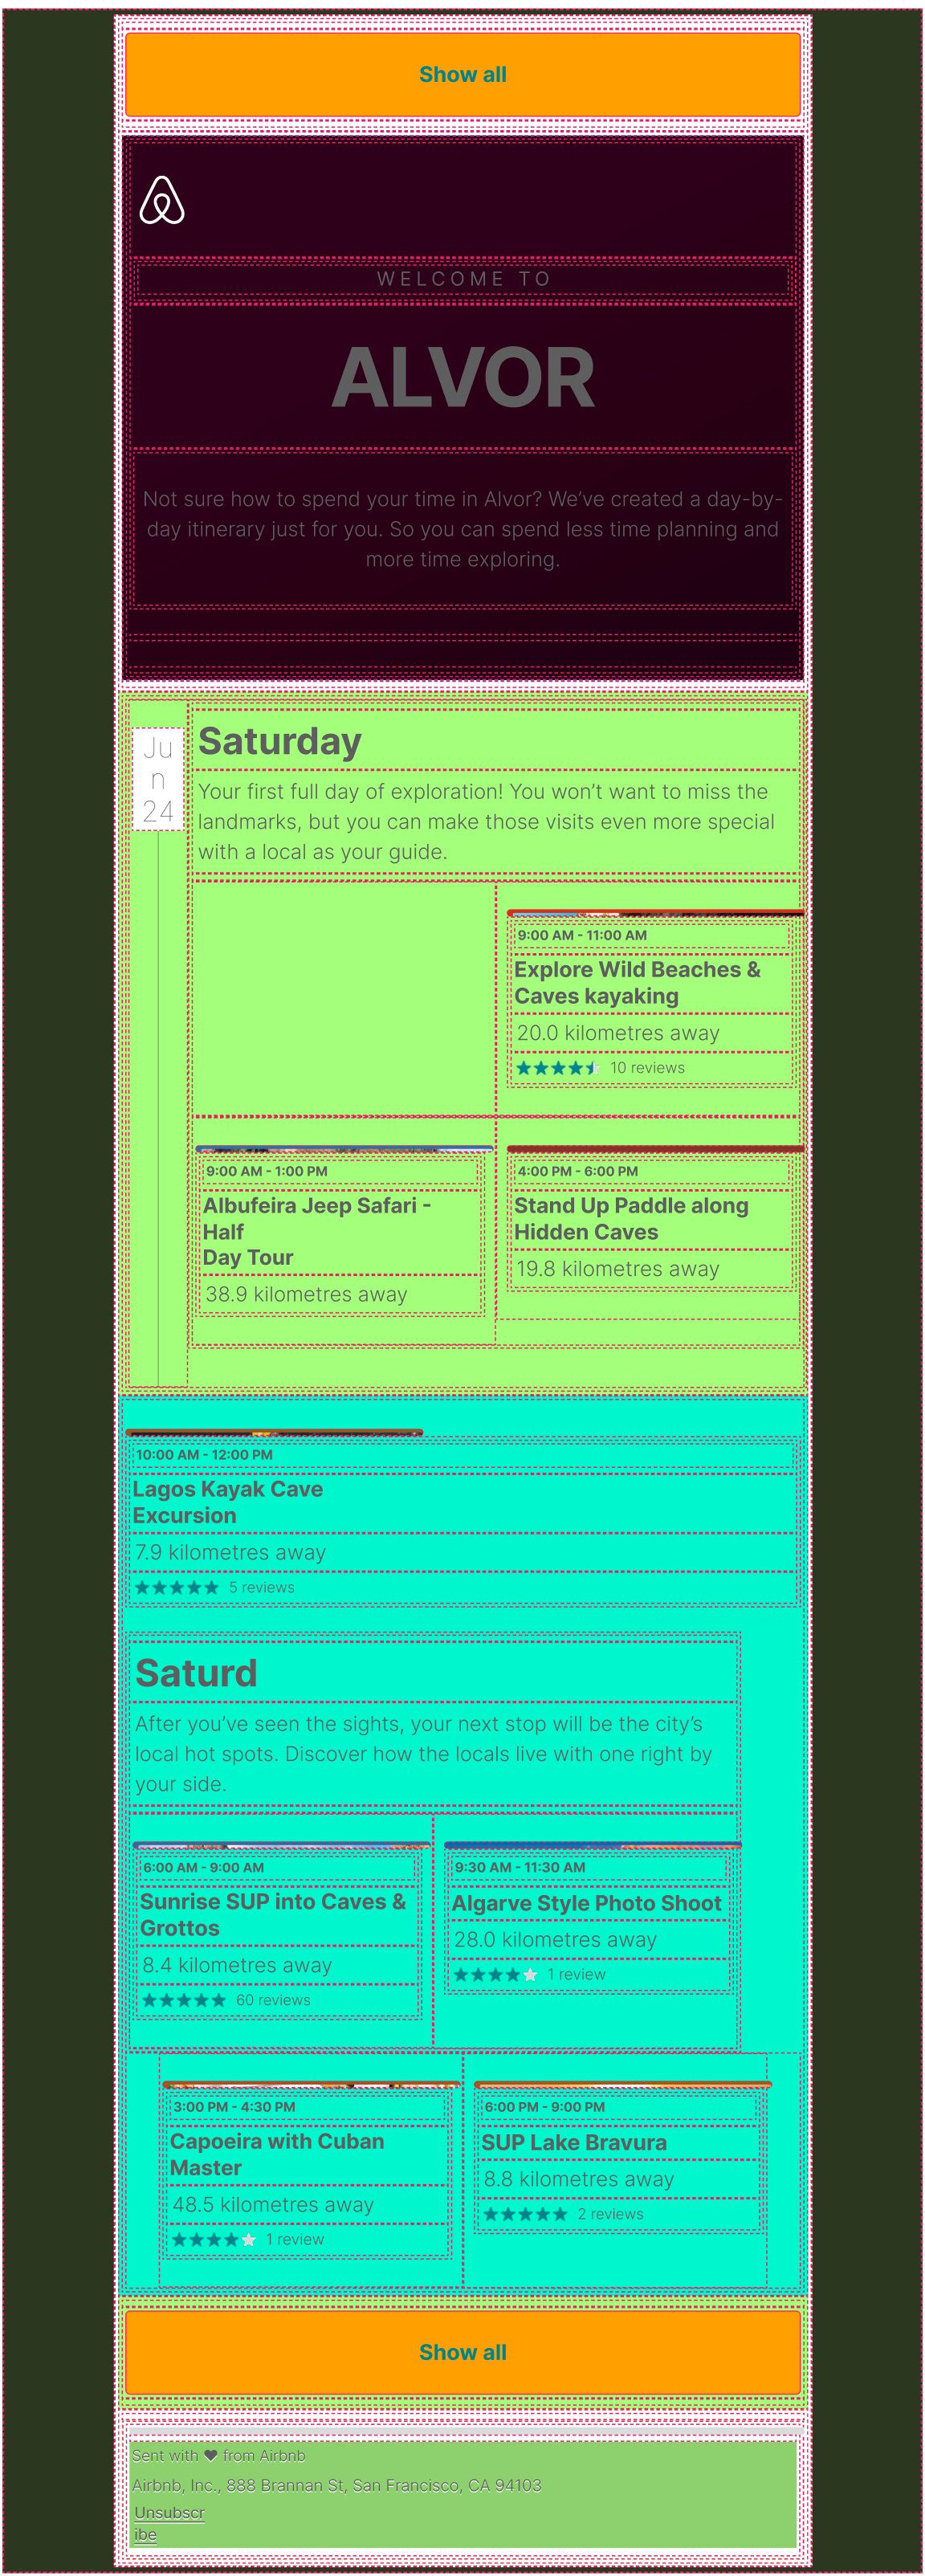 Show all
WELCOME TO
ALVOR
Not sure how to spend your time in Alvor? We’ve created a day-by-
day itinerary just for you. So you can spend less time planning and
more time exploring.
Ju
n
24
Saturday
Your first full day of exploration! You won’t want to miss the
landmarks, but you can make those visits even more special
with a local as your guide.
9:00 AM - 11:00 AM
Explore Wild Beaches &
Caves kayaking
20.0 kilometres away
10 reviews
9:00 AM - 1:00 PM
Albufeira Jeep Safari -
Half
Day Tour
38.9 kilometres away
4:00 PM - 6:00 PM
Stand Up Paddle along
Hidden Caves
19.8 kilometres away
10:00 AM - 12:00 PM
Lagos Kayak Cave
Excursion
7.9 kilometres away
5 reviews
Saturd
After you’ve seen the sights, your next stop will be the city’s
local hot spots. Discover how the locals live with one right by
your side.
6:00 AM - 9:00 AM
Sunrise SUP into Caves &
Grottos
8.4 kilometres away
60 reviews
9:30 AM - 11:30 AM
Algarve Style Photo Shoot
28.0 kilometres away
1 review
3:00 PM - 4:30 PM
Capoeira with Cuban
Master
48.5 kilometres away
1 review
6:00 PM - 9:00 PM
SUP Lake Bravura
8.8 kilometres away
2 reviews
Show all
Sent with ♥ from Airbnb
Airbnb, Inc., 888 Brannan St, San Francisco, CA 94103
Unsubscr
ibe